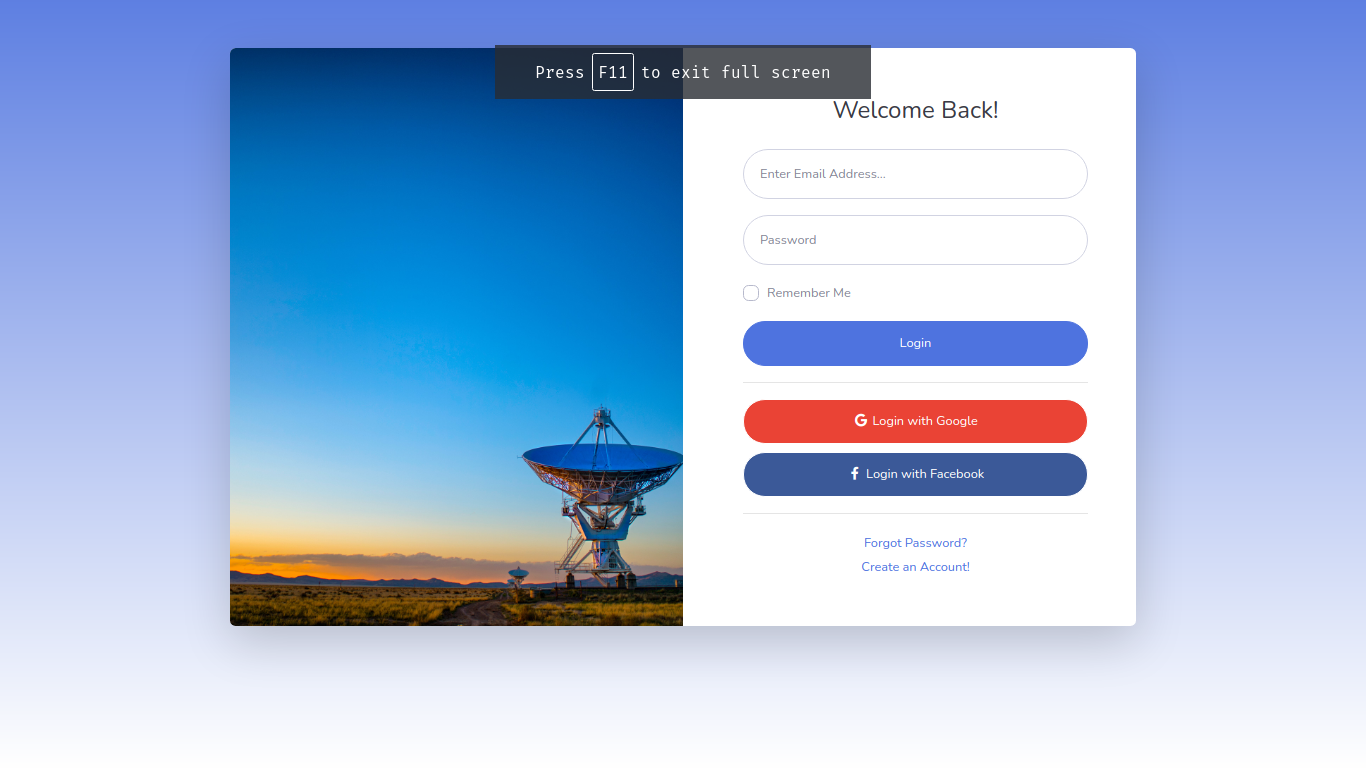 Press F11 to exit full screen
Welcome Back!
Enter Email Address...
Password
Remember Me
Login
Login with Google
Login with Facebook
Forgot Password?
Create an Account!